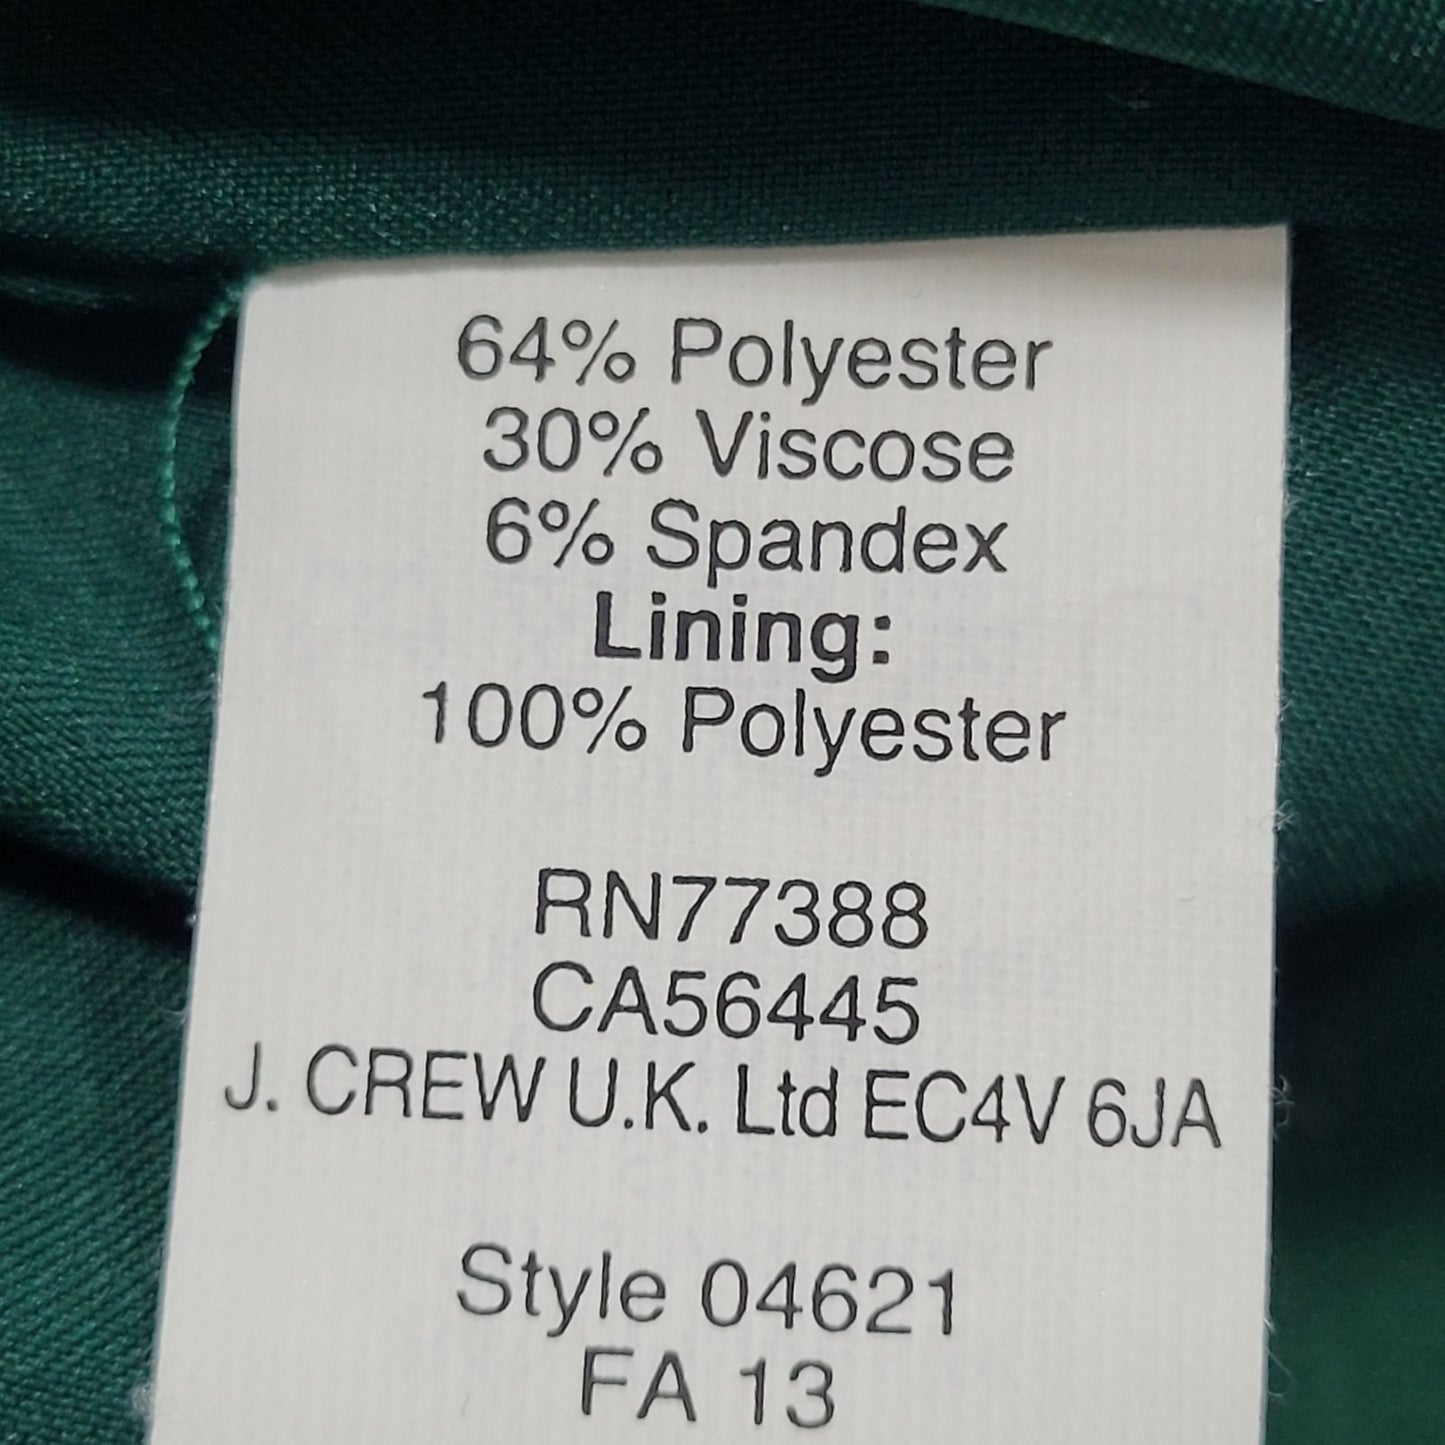 64% Polyester
30% Viscose
6% Spandex
Lining:
100% Polyester
RN77388
CA56445
J. CREW U.K. Ltd EC4V 6JA
Style 04621
FA 13